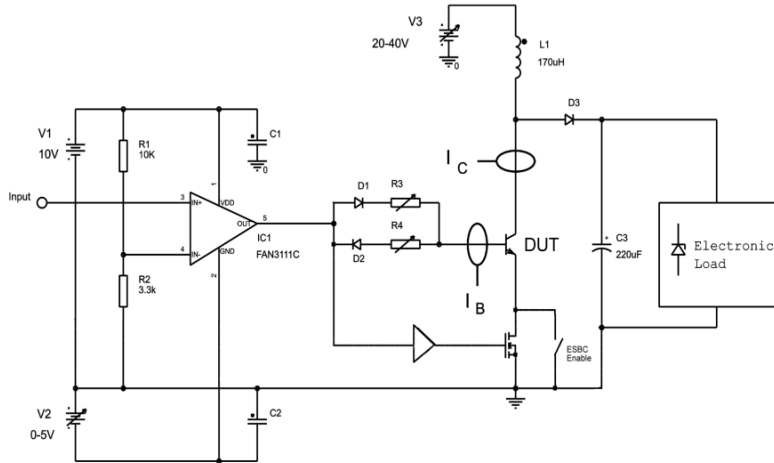 V3
20-40V
0
L1
170uH
V1
10V
R1
10K
C1
0
D3
I C
Input
3
IN+
1
VDD
OUT
5
4
IN-
GND
2
IC1
FAN3111C
D1
R3
D2
R4
I B
DUT
C3
220uF
Electronic
Load
R2
3.3k
ESBC
Enable
V2
0-5V
C2